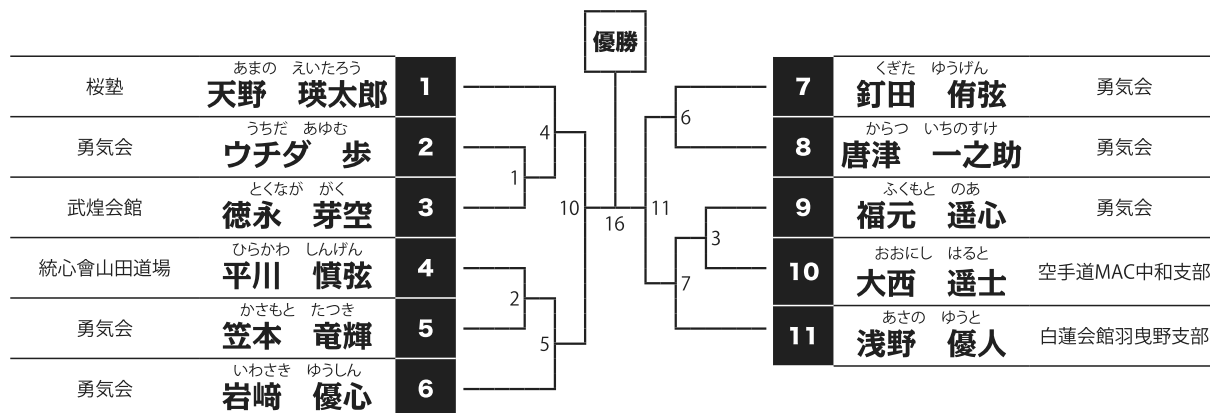 優勝
あまの えいたろう
桜塾 天野 瑛太郎 1
うちだ あゆむ
勇気会 ウチダ 歩 2
とくなが がく
武煌会館 徳永 芽空 3
ひらかわ しんげん
統心會山田道場 平川 慎弦 4
かさもと たつき
勇気会 笠本 竜輝 5
いわさき ゆうしん
勇気会 岩﨑 優心 6
4
1
10
2
5
16
11
6
3
7
くぎた ゆうげん
7 釘田 侑弦 勇気会
からつ いちのすけ
8 唐津 一之助 勇気会
ふくもと のあ
9 福元 遥心 勇気会
おおにし はると
10 大西 遥士 空手道MAC中和支部
あさの ゆうと
11 浅野 優人 白蓮会館羽曳野支部